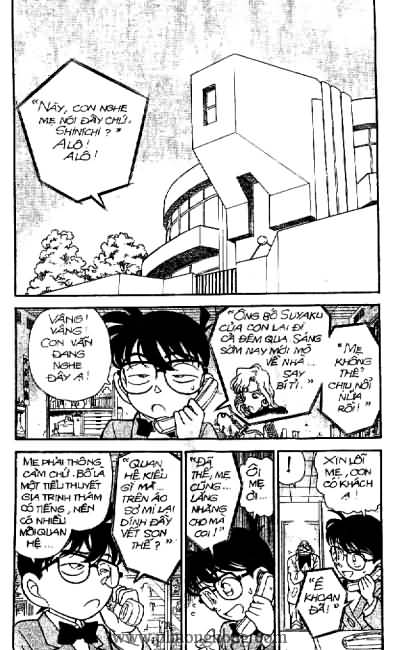 "NÀY, CON NGHE
MẸ NÓI ĐẤY CHỨ.
SHINICHI?"
ALÔ!
ALÔ!
VÂNG!
VÂNG!
CON VẪN
ĐANG
NGHE
ĐÂY Ạ!
"ÔNG BỐ SUYAKU
CỦA CON LẠI ĐI
CẢ ĐÊM QUA. SÁNG
SỚM NAY MỚI MÒ
VỀ NHÀ...
SAY
BÍ TỈ."
"MẸ
KHÔNG
THỂ
CHỊU NỔI
NỮA
RỒI!"
MẸ PHẢI THÔNG
CẢM CHỨ. BỐ LÀ
MỘT TIỂU THUYẾT
GIA TRINH THÁM
CÓ TIẾNG, NÊN
CÓ NHIỀU
MỐI QUAN
HỆ...
"QUAN
HỆ KIỂU
GÌ MÀ
TRÊN ÁO
SƠ MI LẠI
DÍNH ĐẦY
VẾT SON
THẾ?"
"ĐÃ
THẾ, MẸ
CŨNG...
LĂNG
NHĂNG
CHO MÀ
COI!"
ÔI
MẸ
ƠI...
!
XIN LỖI
MẸ, CON
CÓ KHÁCH
Ạ!
"Ê
KHOAN
ĐÃ!"